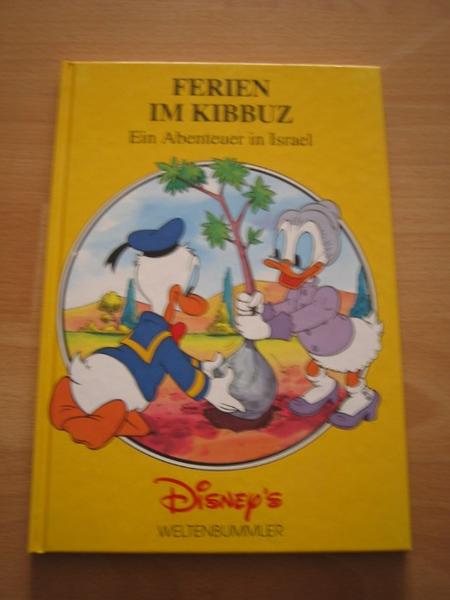 FERIEN
IM KIBBUZ
Ein Abenteuer in Israel
DISNEY'S
WELTENBUMMLER